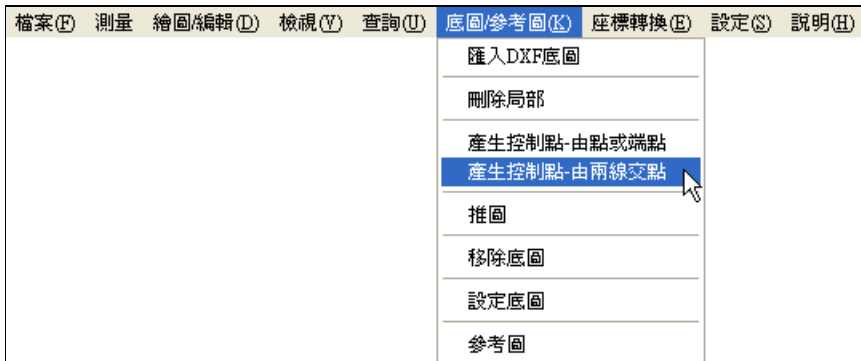 檔案(F) 測量 繪圖/編輯(D) 檢視(V) 查詢(U) 底圖/參考圖(K) 座標轉換(E) 設定(S) 說明(H)
匯入DXF底圖
刪除局部
產生控制點-由點或端點
產生控制點-由兩線交點
推圖
移除底圖
設定底圖
參考圖